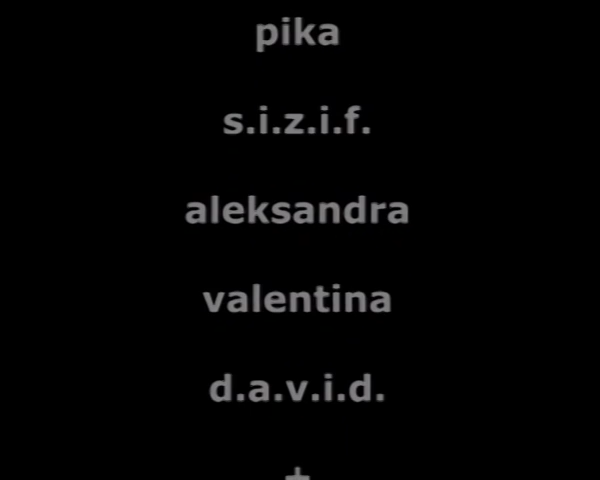 pika
s.i.z.i.f.
aleksandra
valentina
d.a.v.i.d.
+